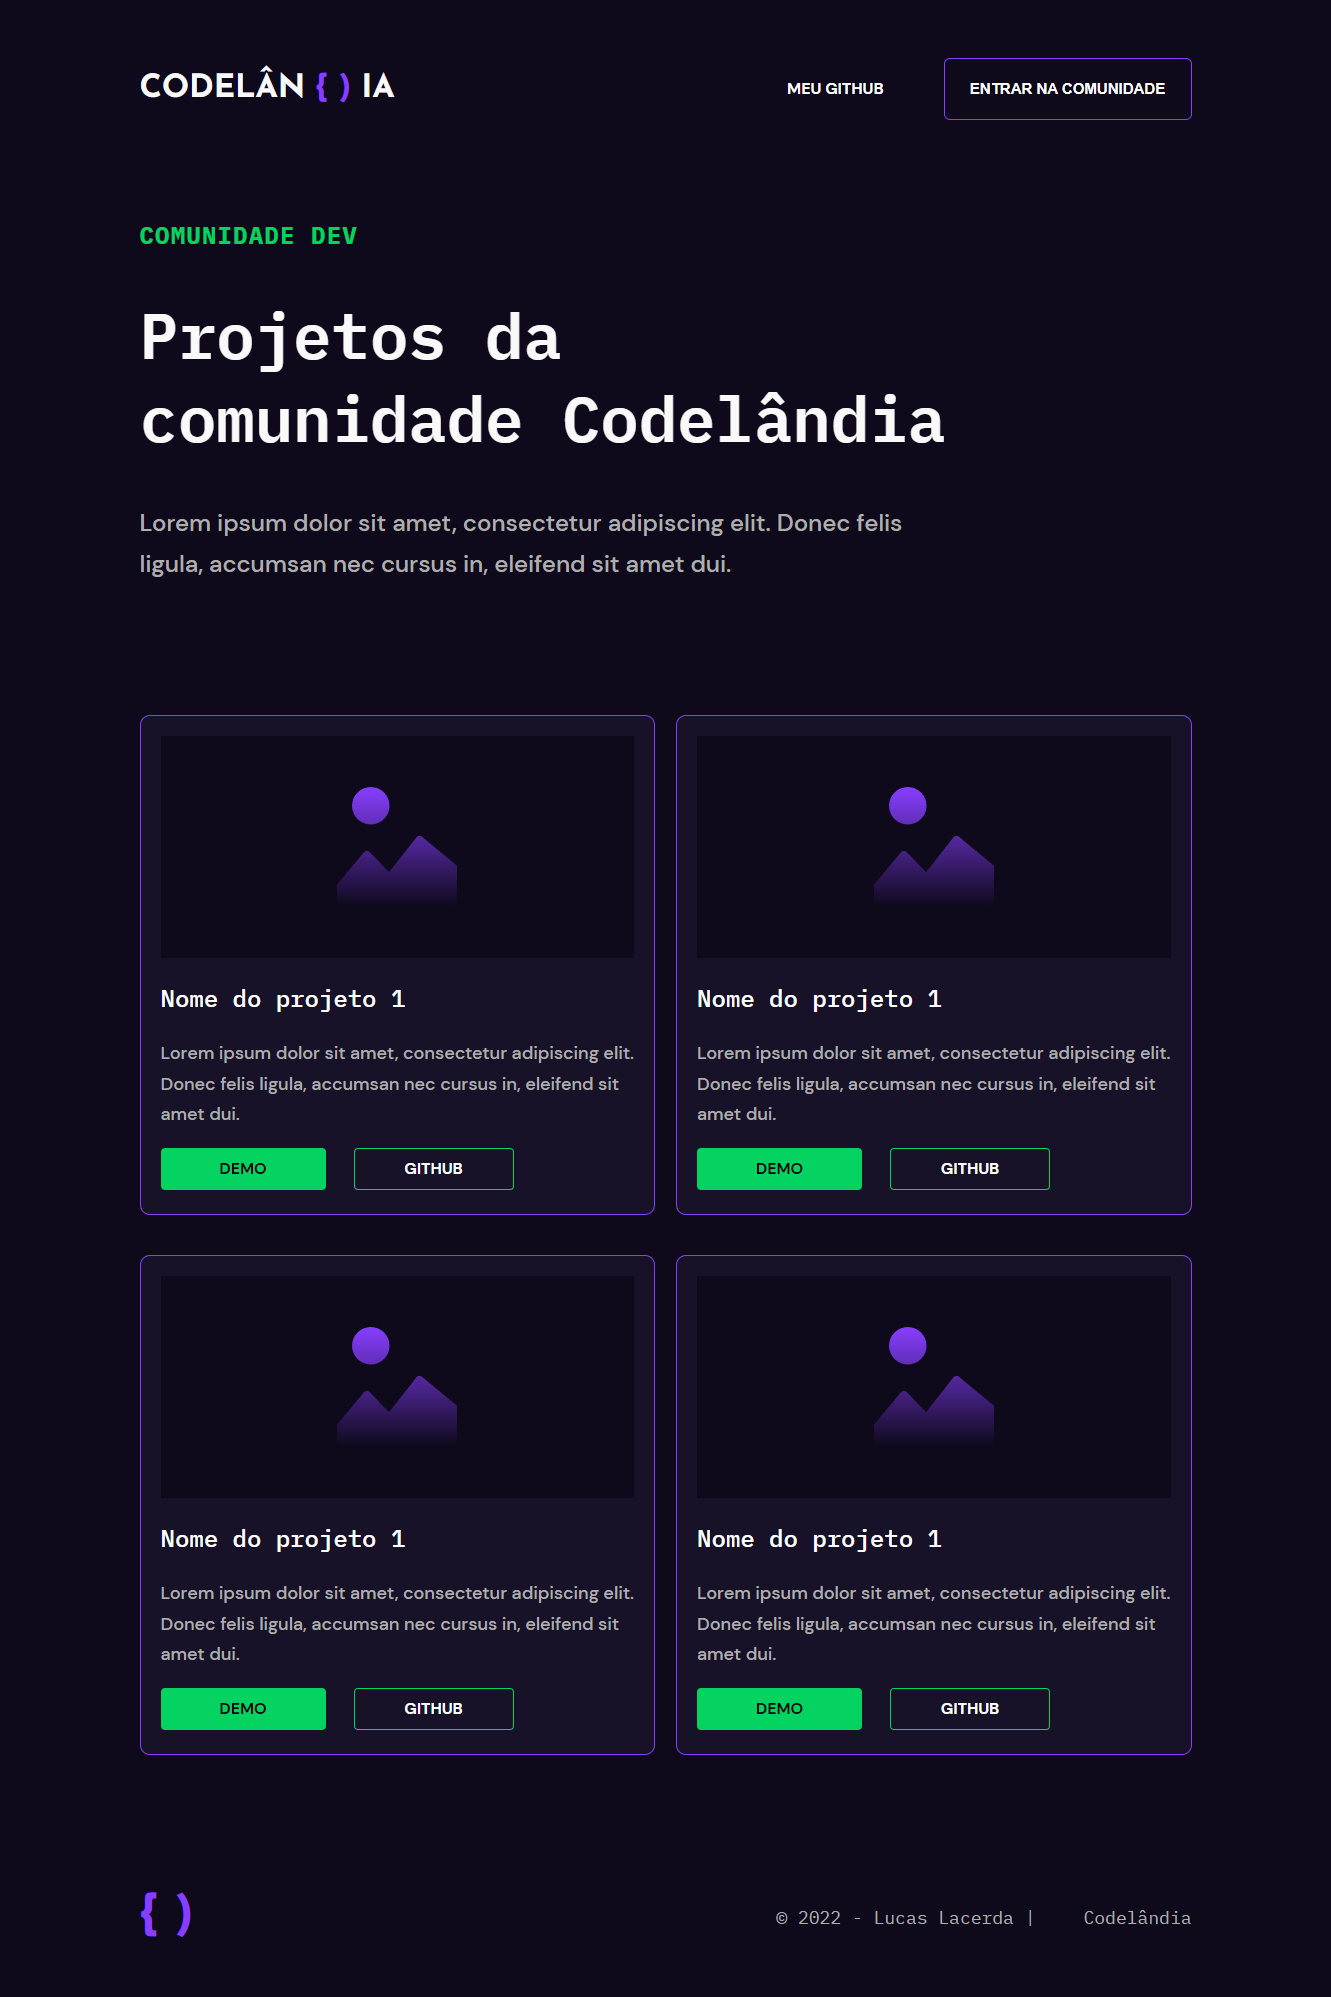 CODELÂN { ) IA
MEU GITHUB
ENTRAR NA COMUNIDADE
COMUNIDADE DEV
Projetos da
comunidade Codelândia
Lorem ipsum dolor sit amet, consectetur adipiscing elit. Donec felis
ligula, accumsan nec cursus in, eleifend sit amet dui.
Nome do projeto 1
Lorem ipsum dolor sit amet, consectetur adipiscing elit.
Donec felis ligula, accumsan nec cursus in, eleifend sit
amet dui.
DEMO
GITHUB
Nome do projeto 1
Lorem ipsum dolor sit amet, consectetur adipiscing elit.
Donec felis ligula, accumsan nec cursus in, eleifend sit
amet dui.
DEMO
GITHUB
Nome do projeto 1
Lorem ipsum dolor sit amet, consectetur adipiscing elit.
Donec felis ligula, accumsan nec cursus in, eleifend sit
amet dui.
DEMO
GITHUB
Nome do projeto 1
Lorem ipsum dolor sit amet, consectetur adipiscing elit.
Donec felis ligula, accumsan nec cursus in, eleifend sit
amet dui.
DEMO
GITHUB
{ )
© 2022 - Lucas Lacerda | Codelândia